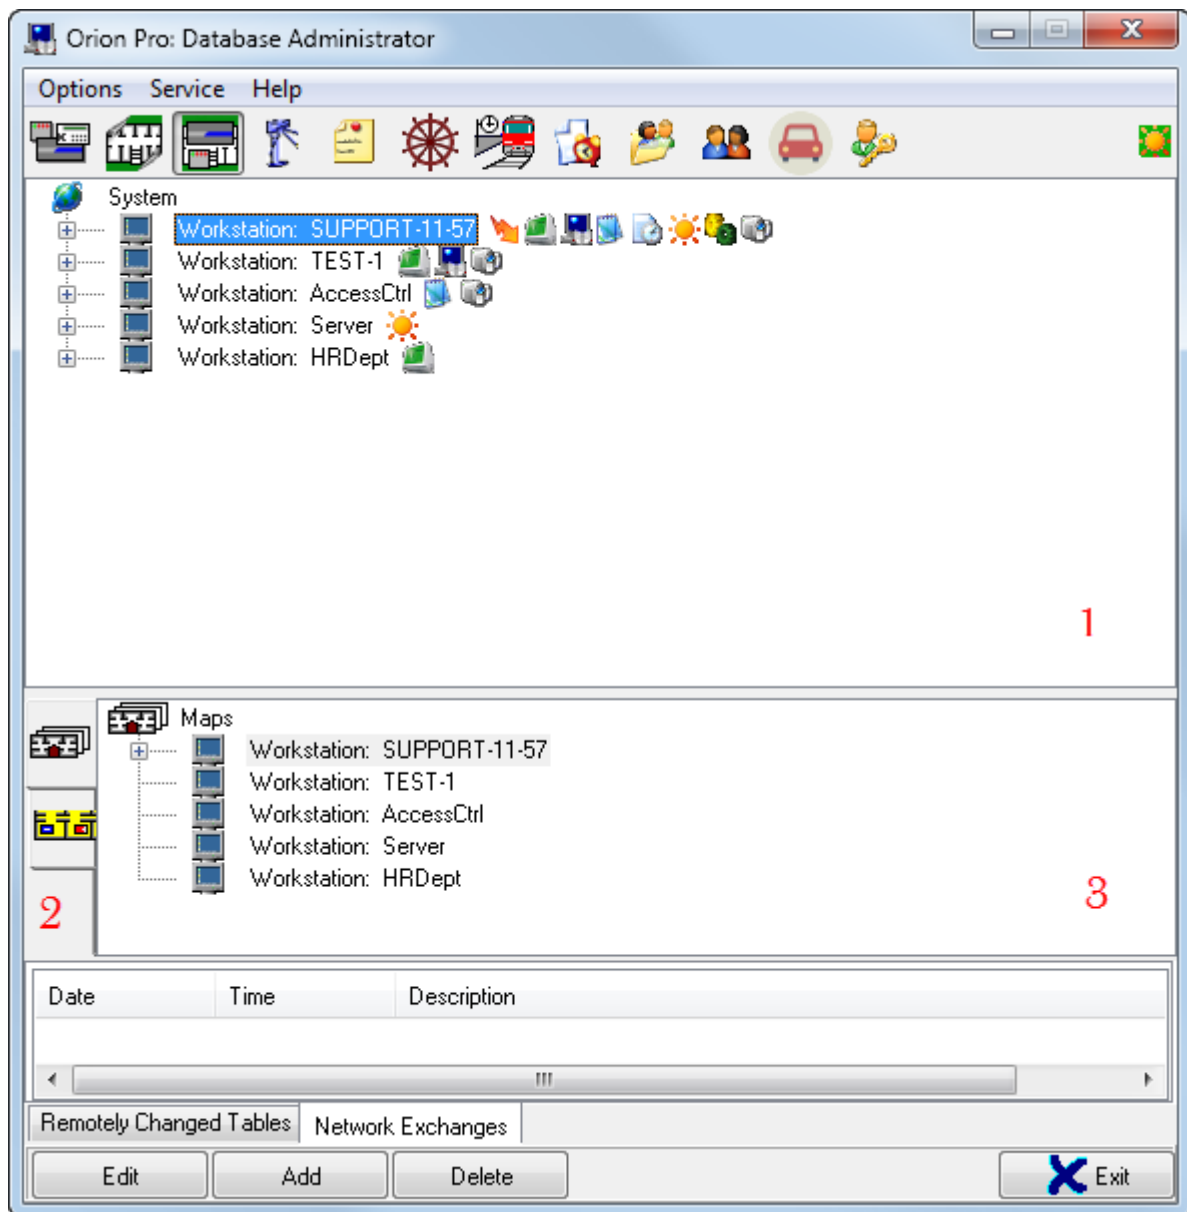 Orion Pro: Database Administrator
Options Service Help
System
Workstation: SUPPORT-11-57
Workstation: TEST-1
Workstation: AccessCtrl
Workstation: Server
Workstation: HRDept
1
Maps
Workstation: SUPPORT-11-57
Workstation: TEST-1
Workstation: AccessCtrl
Workstation: Server
Workstation: HRDept
2
3
Date Time Description
Remotely Changed Tables Network Exchanges
Edit Add Delete Exit